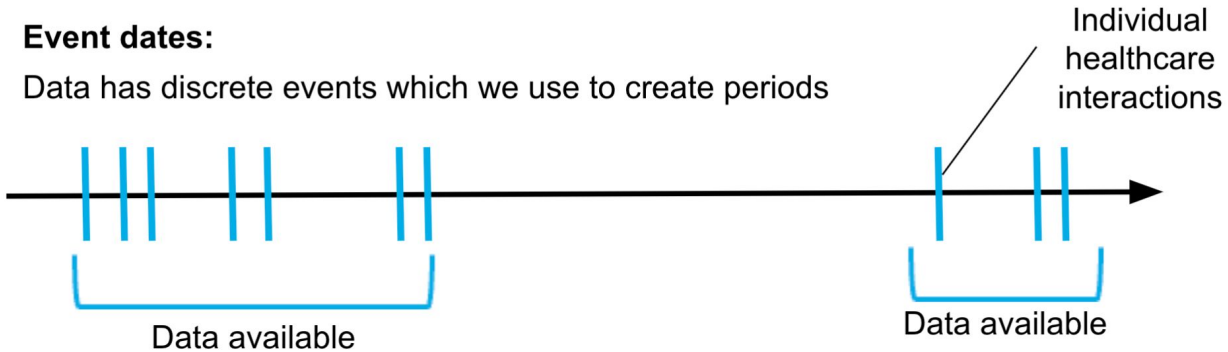 Event dates:
Data has discrete events which we use to create periods
Individual
healthcare
interactions
Data available
Data available